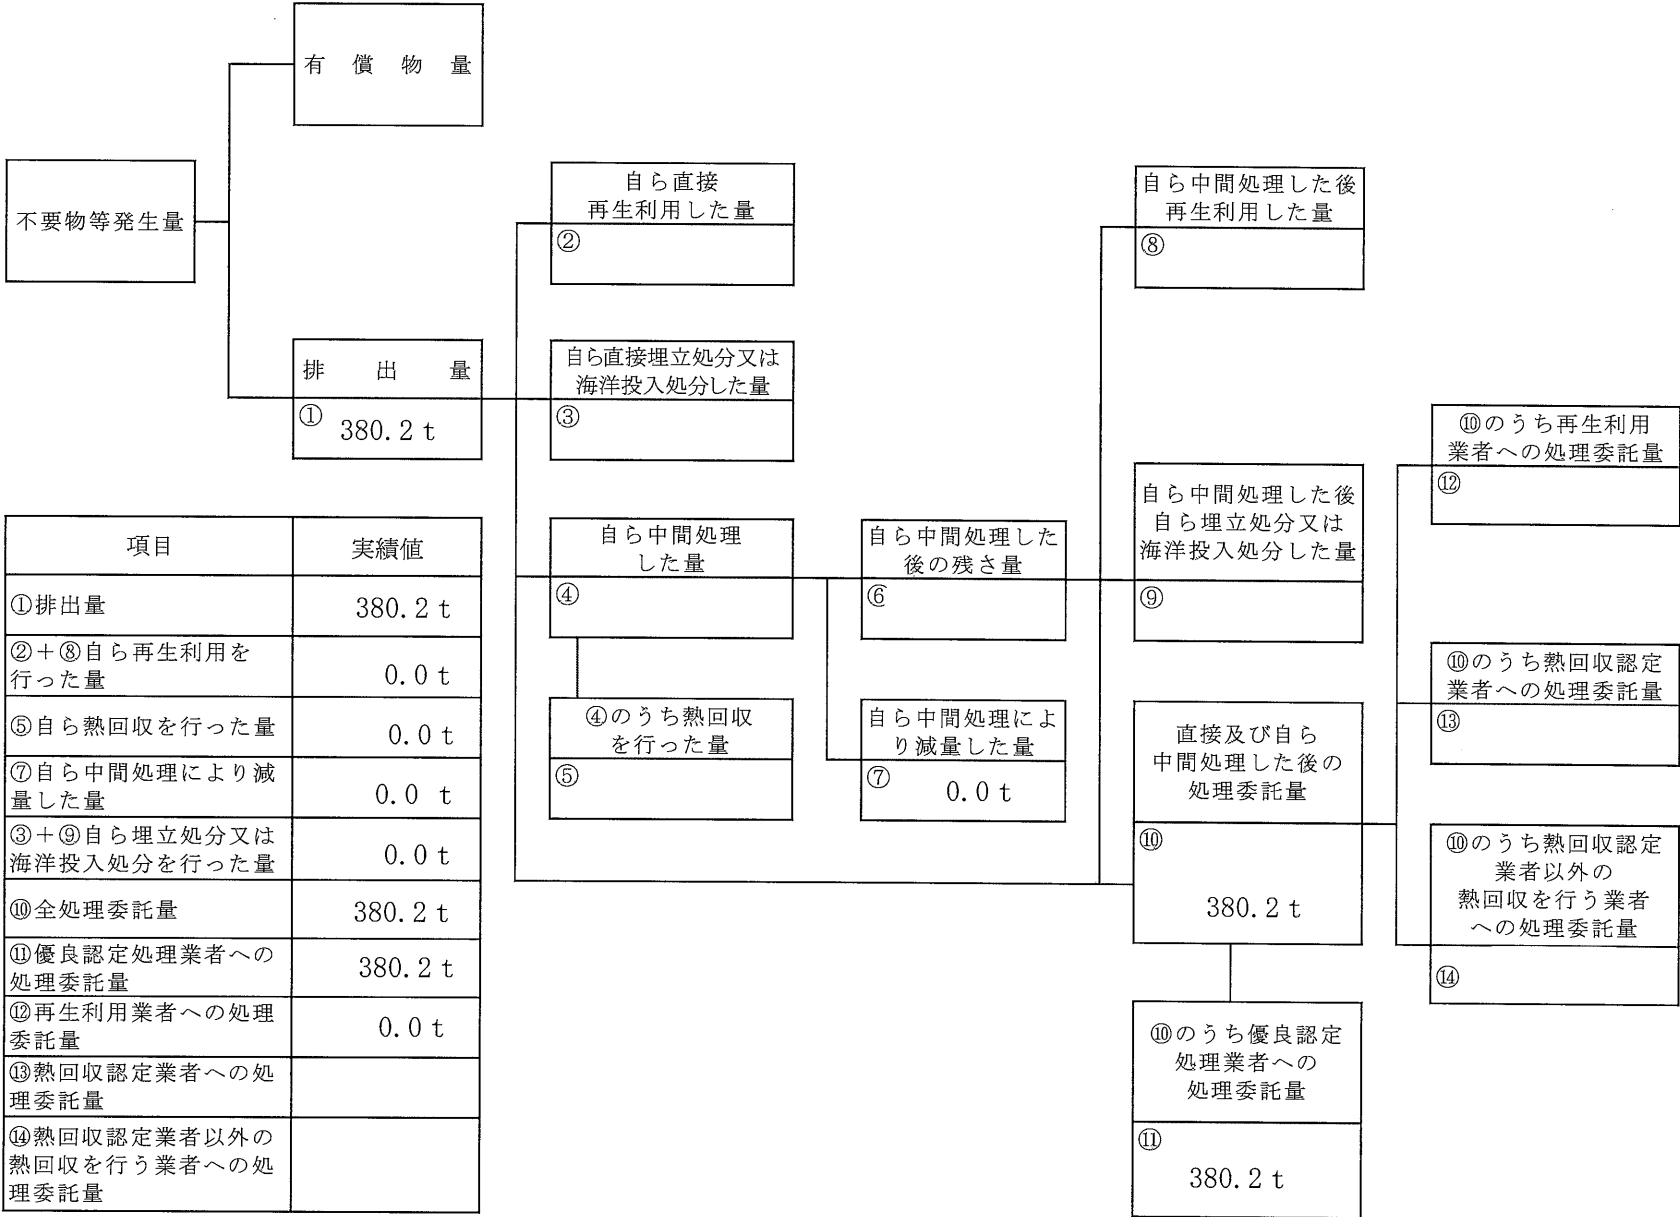 有償物量
不要物等発生量
排出量
①
380.2 t
自ら直接
再生利用した量
②
自ら直接埋立処分又は
海洋投入処分した量
③
自ら中間処理
した量
④
④のうち熱回収
を行った量
⑤
自ら中間処理した
後の残さ量
⑥
自ら中間処理によ
り減量した量
⑦
0.0 t
自ら中間処理した後
再生利用した量
⑧
自ら中間処理した後
自ら埋立処分又は
海洋投入処分した量
⑨
直接及び自ら
中間処理した後の
処理委託量
⑩
380.2 t
⑩のうち優良認定
処理業者への
処理委託量
⑪
380.2 t
⑩のうち再生利用
業者への処理委託量
⑫
⑩のうち熱回収認定
業者への処理委託量
⑬
⑩のうち熱回収認定
業者以外の
熱回収を行う業者
への処理委託量
⑭
項目 実績値
①排出量 380.2 t
②＋⑧自ら再生利用を
行った量 0.0 t
⑤自ら熱回収を行った量 0.0 t
⑦自ら中間処理により減
量した量 0.0 t
③＋⑨自ら埋立処分又は
海洋投入処分を行った量 0.0 t
⑩全処理委託量 380.2 t
⑪優良認定処理業者への
処理委託量 380.2 t
⑫再生利用業者への処理
委託量 0.0 t
⑬熱回収認定業者への処
理委託量
⑭熱回収認定業者以外の
熱回収を行う業者への処
理委託量